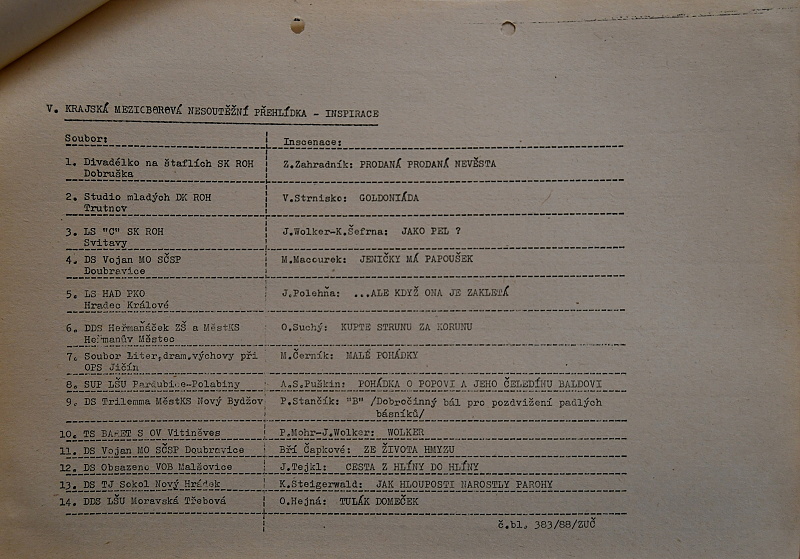 V. KRAJSKÁ MEZIOBOROVÁ NESOUTĚŽNÍ PŘEHLÍDKA - INSPIRACE
Soubor: Inscenace:
1. Divadélko na štaflích SK ROH Z.Zahradník: PRODANÁ PRODANÁ NEVĚSTA
Dobruška
2. Studio mladých DK ROH V.Strnisko: GOLDONIÁDA
Trutnov
3. LS "C" SK ROH J.Wolker-K.Šefrna: JAKO PEL ?
Svitavy
4. DS Vojan MO SČSP M.Macourek: JENIČKY MÁ PAPOUŠEK
Doubravice
5. LS HAD PKO J.Polehňa: ...ALE KDYŽ ONA JE ZAKLETÁ
Hradec Králové
6. DDS Heřmaňáček ZŠ a MěstKS O.Suchý: KUPTE STRUNU ZA KORUNU
Heřmanův Městec
7. Soubor Liter,dram,výchovy při M.Černík: MALÉ POHÁDKY
OPS Jičín
8. SUP LŠU Pardubice-Polabiny A.S.Puškin: POHÁDKA O POPOVI A JEHO ČELEDÍNU BALDOVI
9. DS Trilemma MěstKS Nový Bydžov P.Stančík: "B" /Dobročinný bál pro pozdvižení padlých
básníků/
10. TS BALET S OV Vitiněves P.Mohr-J.Wolker: WOLKER
11. DS Vojan MO SČSP Doubravice Bří Čapkové: ZE ŽIVOTA HMYZU
12. DS Obsazeno VOB Malšovice J.Tejkl: CESTA Z HLÍNY DO HLÍNY
13. DS TJ Sokol Nový Hrádek K.Steigerwald: JAK HLOUPOSTI NAROSTLY PAROHY
14. DDS LŠU Moravská Třebová O.Hejná: TULÁK DOMEČEK
č.bl. 383/88/ZUČ